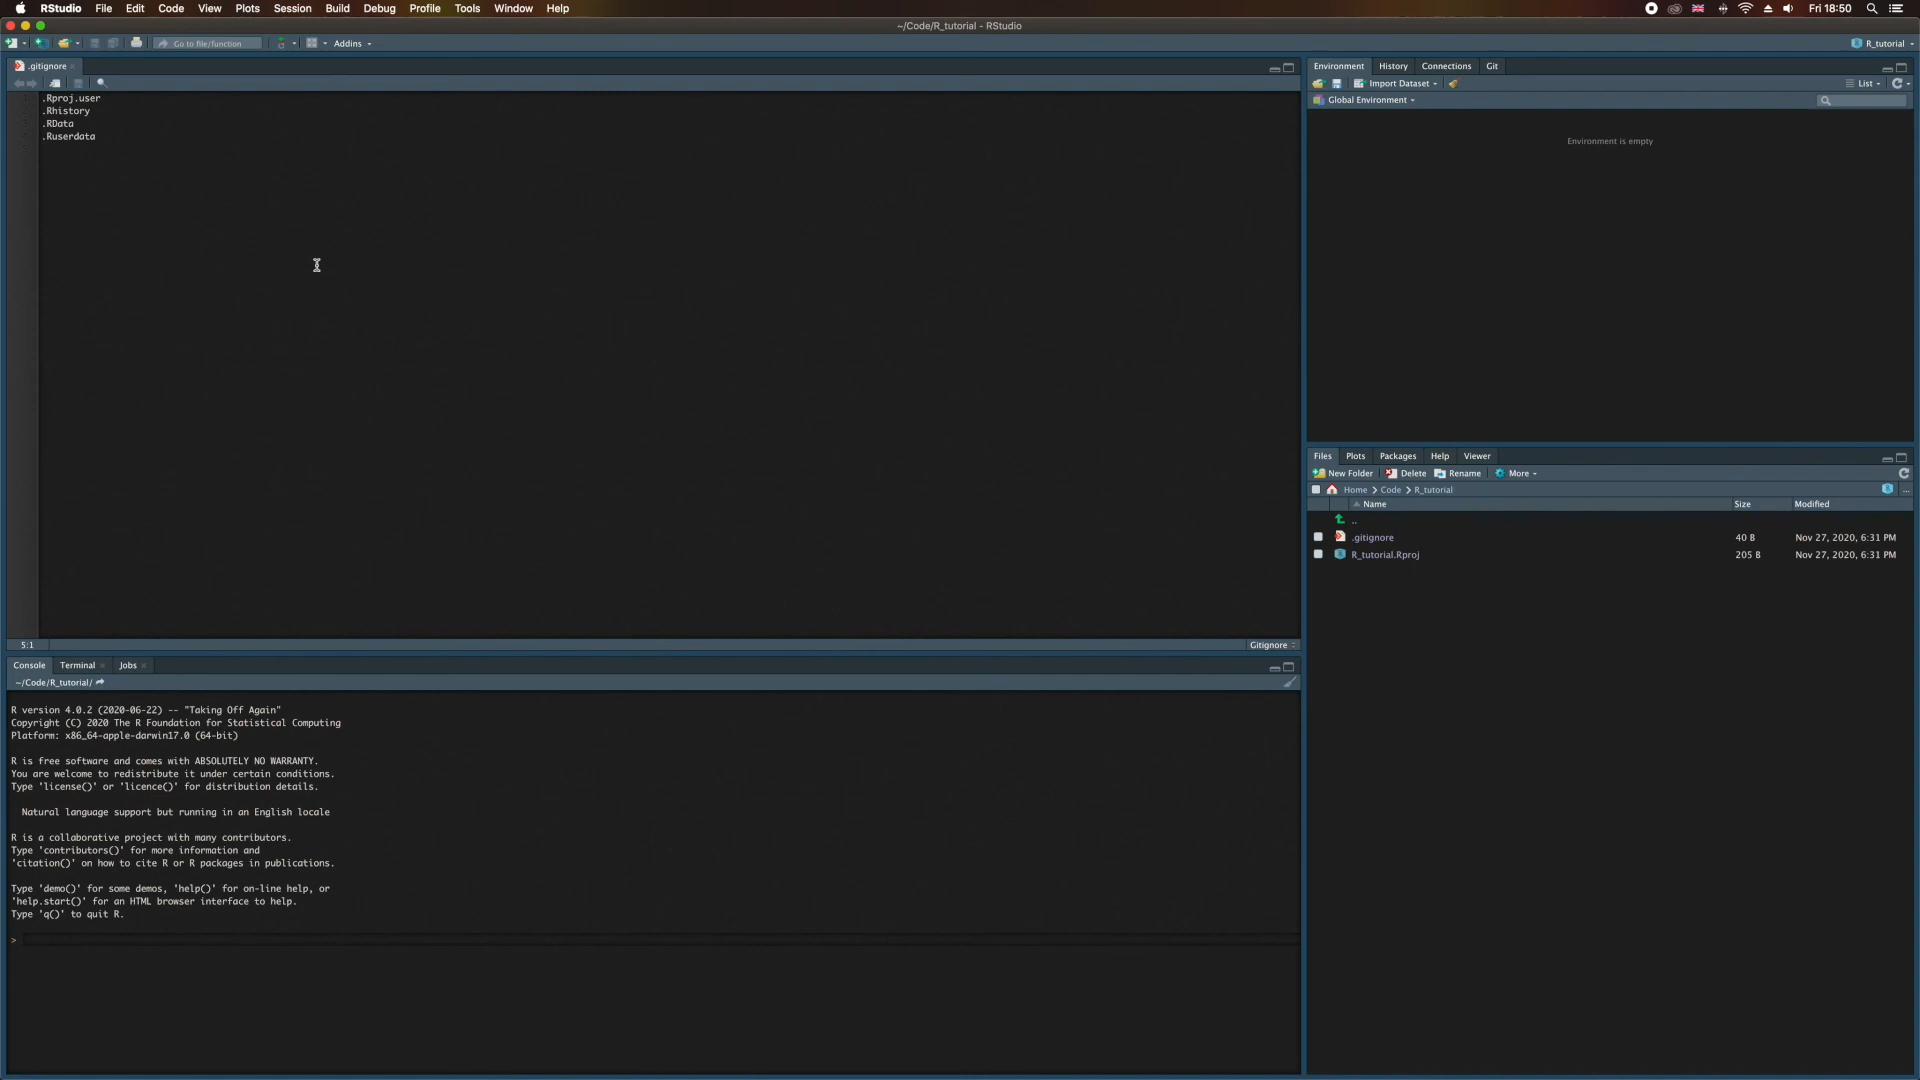 RStudio File Edit Code View Plots Session Build Debug Profile Tools Window Help Fri 18:50
~/Code/R_tutorial - RStudio
Go to file/function Addins R_tutorial
.gitignore
.Rproj.user
.Rhistory
.RData
.Ruserdata
5:1 Gitignore
Console Terminal Jobs
~/Code/R_tutorial/
R version 4.0.2 (2020-06-22) -- "Taking Off Again"
Copyright (C) 2020 The R Foundation for Statistical Computing
Platform: x86_64-apple-darwin17.0 (64-bit)
R is free software and comes with ABSOLUTELY NO WARRANTY.
You are welcome to redistribute it under certain conditions.
Type 'license()' or 'licence()' for distribution details.
Natural language support but running in an English locale
R is a collaborative project with many contributors.
Type 'contributors()' for more information and
'citation()' on how to cite R or R packages in publications.
Type 'demo()' for some demos, 'help()' for on-line help, or
'help.start()' for an HTML browser interface to help.
Type 'q()' to quit R.
>
Environment History Connections Git
Import Dataset List
Global Environment
Environment is empty
Files Plots Packages Help Viewer
New Folder Delete Rename More
Home Code R_tutorial ...
Name Size Modified
..
.gitignore 40 B Nov 27, 2020, 6:31 PM
R_tutorial.Rproj 205 B Nov 27, 2020, 6:31 PM